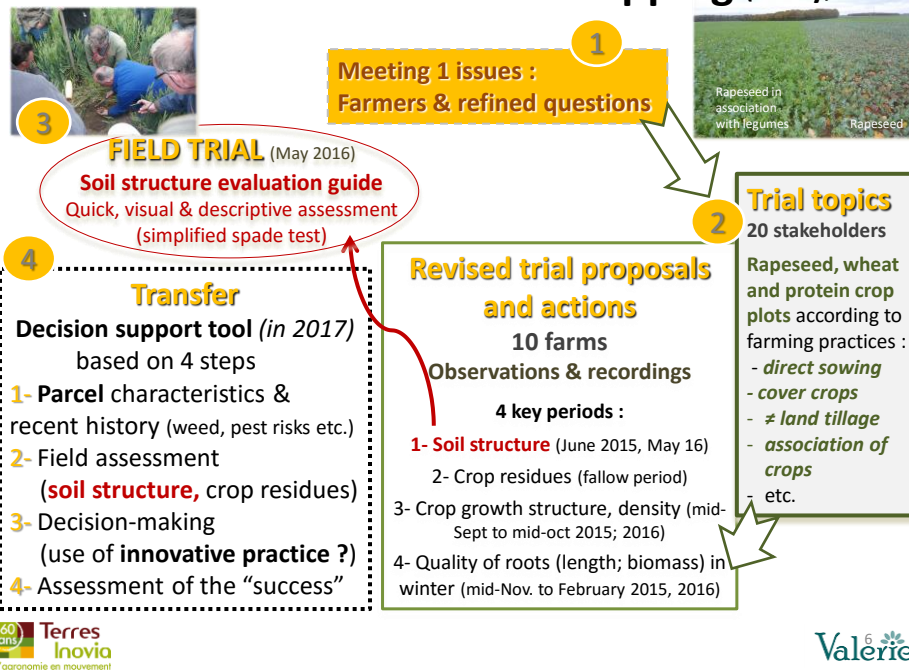 1
Meeting 1 issues :
Farmers & refined questions
Rapeseed in
association
with legumes
Rapeseed
3
FIELD TRIAL (May 2016)
Soil structure evaluation guide
Quick, visual & descriptive assessment
(simplified spade test)
2
Trial topics
20 stakeholders
Rapeseed, wheat
and protein crop
plots according to
farming practices :
- direct sowing
- cover crops
- ≠ land tillage
- association of
crops
- etc.
Revised trial proposals
and actions
10 farms
Observations & recordings
4 key periods :
1- Soil structure (June 2015, May 16)
2- Crop residues (fallow period)
3- Crop growth structure, density (mid-
Sept to mid-oct 2015; 2016)
4- Quality of roots (length; biomass) in
winter (mid-Nov. to February 2015, 2016)
4
Transfer
Decision support tool (in 2017)
based on 4 steps
1- Parcel characteristics &
recent history (weed, pest risks etc.)
2- Field assessment
(soil structure, crop residues)
3- Decision-making
(use of innovative practice ?)
4- Assessment of the “success”
60
ans
Terres
Inovia
l'agronomie en mouvement
Valerie
6